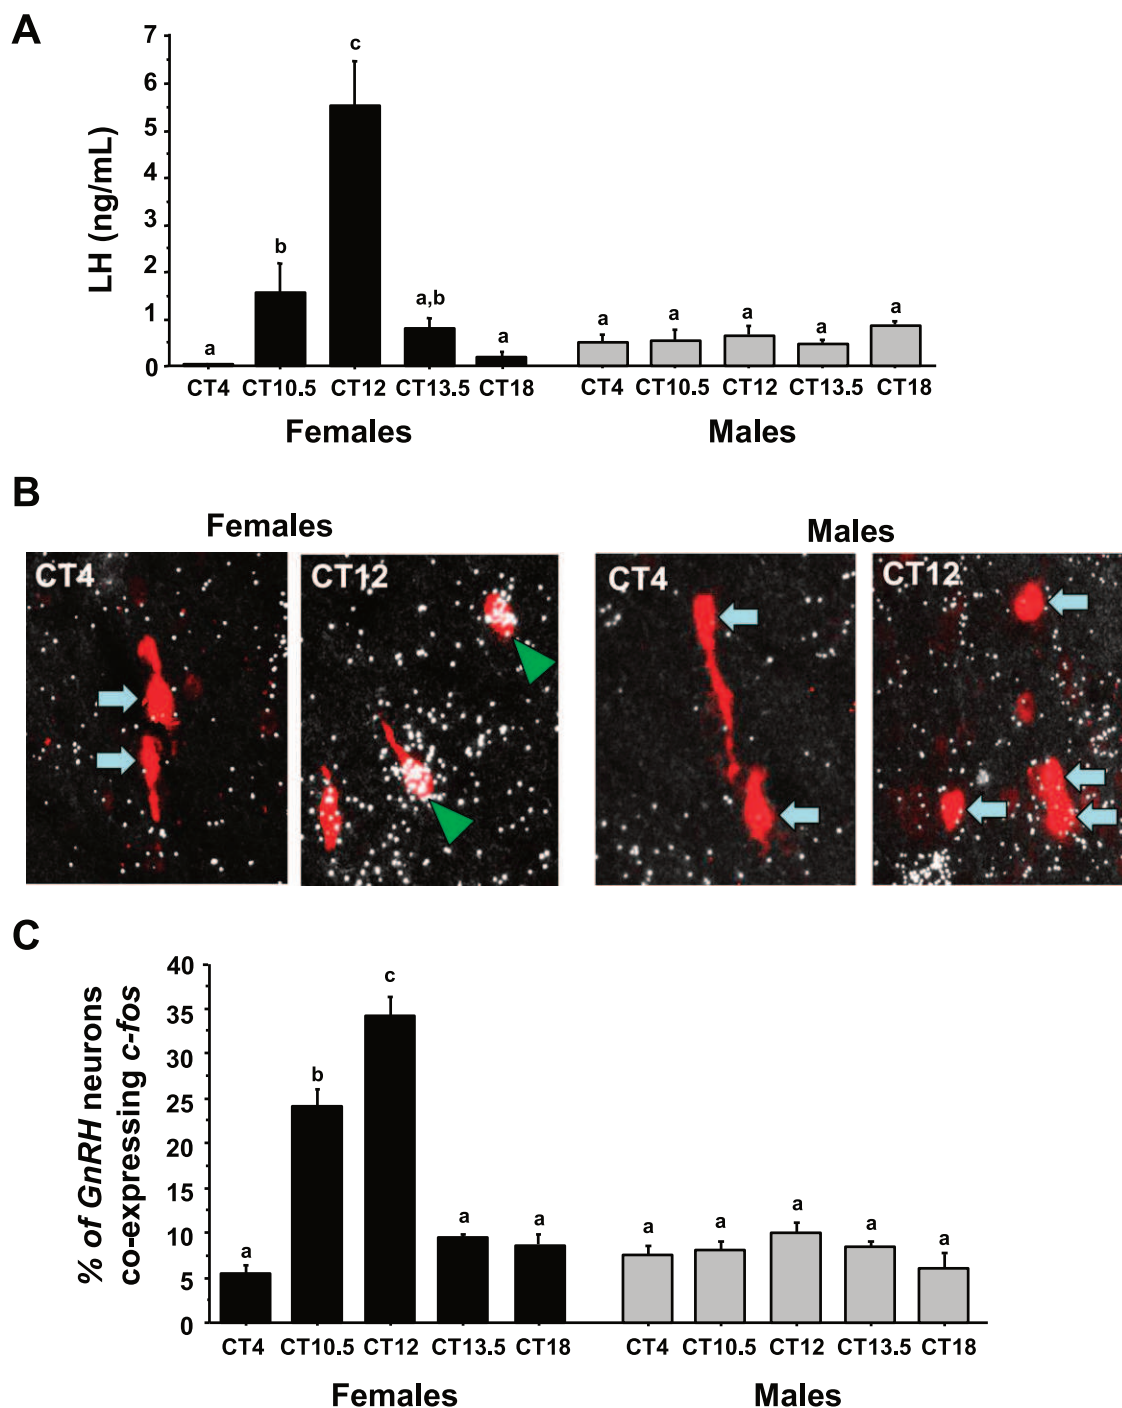 A
LH (ng/mL)
7
6
5
4
3
2
1
0
a
b
c
a,b
a
a
a
a
a
a
CT4 CT10.5 CT12 CT13.5 CT18 CT4 CT10.5 CT12 CT13.5 CT18
Females Males
B
Females Males
CT4 CT12 CT4 CT12
C
% of GnRH neurons
co-expressing c-fos
40
35
30
25
20
15
10
5
0
a
b
c
a
a
a
a
a
a
a
CT4 CT10.5 CT12 CT13.5 CT18 CT4 CT10.5 CT12 CT13.5 CT18
Females Males